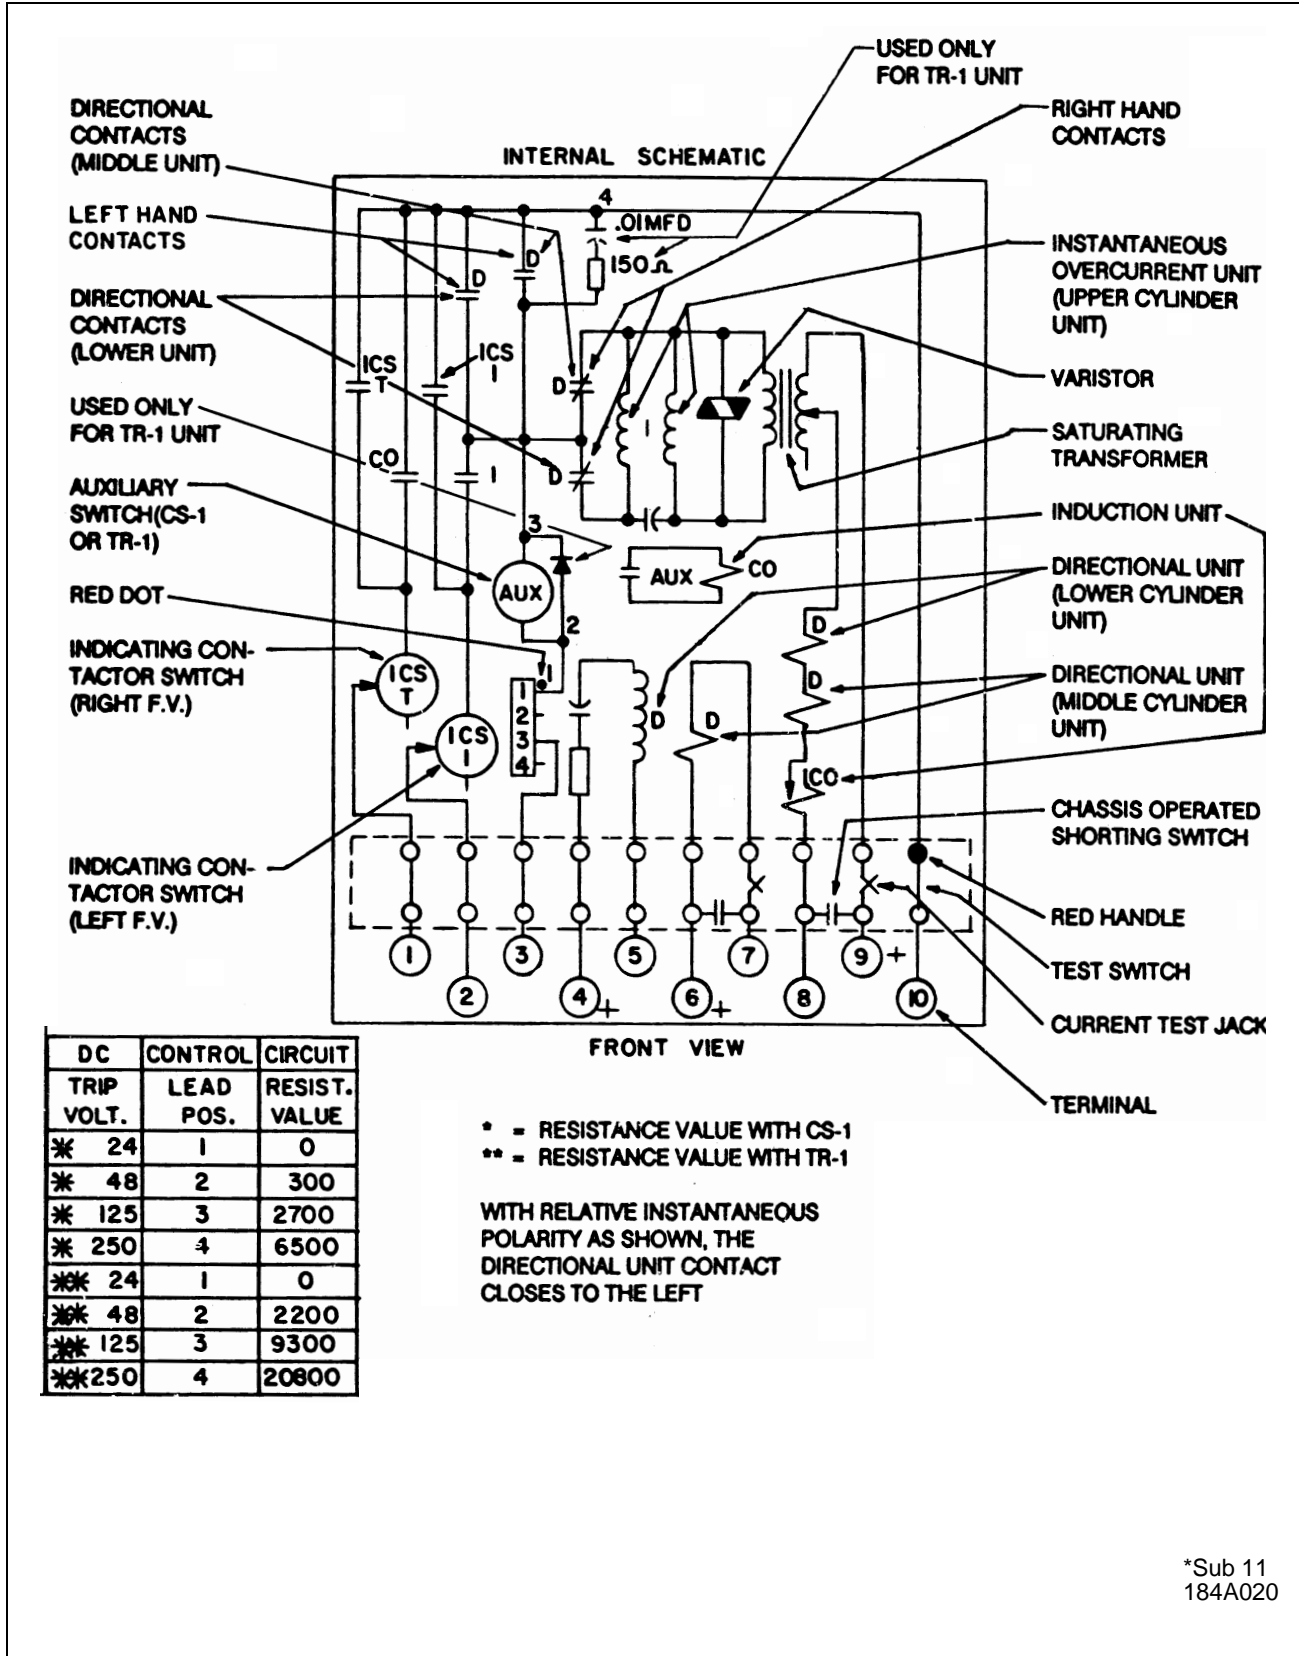 USED ONLY
FOR TR-1 UNIT
DIRECTIONAL
CONTACTS
(MIDDLE UNIT)
RIGHT HAND
CONTACTS
INTERNAL SCHEMATIC
LEFT HAND
CONTACTS
4
.01MFD
150Ω
D
D
INSTANTANEOUS
OVERCURRENT UNIT
(UPPER CYLINDER
UNIT)
DIRECTIONAL
CONTACTS
(LOWER UNIT)
ICS
T
ICS
I
D
VARISTOR
USED ONLY
FOR TR-1 UNIT
I
SATURATING
TRANSFORMER
CO
I
D
AUXILIARY
SWITCH(CS-1
OR TR-1)
3
INDUCTION UNIT
AUX
AUX
CO
DIRECTIONAL UNIT
(LOWER CYLINDER
UNIT)
RED DOT
2
D
INDICATING CON-
TACTOR SWITCH
(RIGHT F.V.)
ICS
T
1
1
2
3
4
D
D
D
DIRECTIONAL UNIT
(MIDDLE CYLINDER
UNIT)
ICS
I
CO
CHASSIS OPERATED
SHORTING SWITCH
INDICATING CON-
TACTOR SWITCH
(LEFT F.V.)
RED HANDLE
1
3
5
7
9 +
TEST SWITCH
2
4 +
6 +
8
10
CURRENT TEST JACK
FRONT VIEW
TERMINAL
DC CONTROL CIRCUIT
TRIP LEAD RESIST.
VOLT. POS. VALUE
* 24 1 0
* 48 2 300
* 125 3 2700
* 250 4 6500
** 24 1 0
** 48 2 2200
** 125 3 9300
** 250 4 20800
* = RESISTANCE VALUE WITH CS-1
** = RESISTANCE VALUE WITH TR-1
WITH RELATIVE INSTANTANEOUS
POLARITY AS SHOWN, THE
DIRECTIONAL UNIT CONTACT
CLOSES TO THE LEFT
*Sub 11
184A020